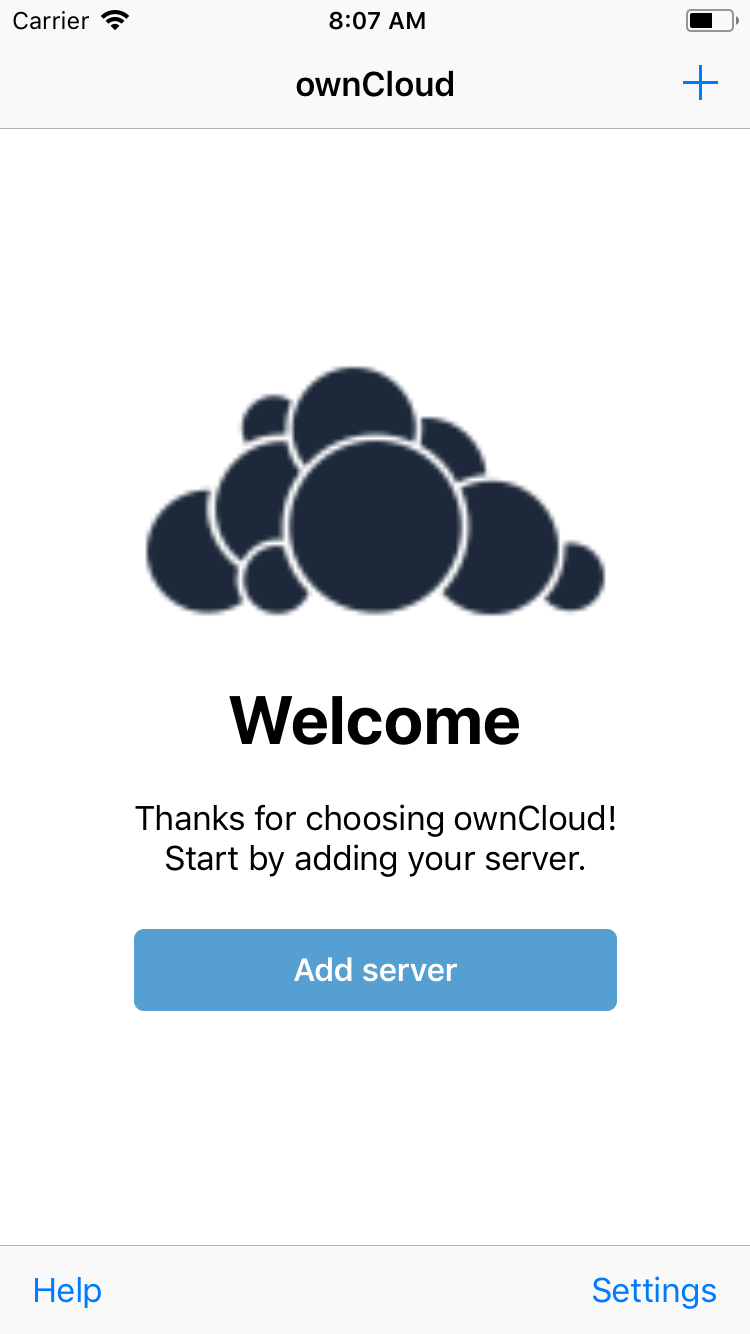 Carrier 8:07 AM
ownCloud
Welcome
Thanks for choosing ownCloud!
Start by adding your server.
Add server
Help Settings